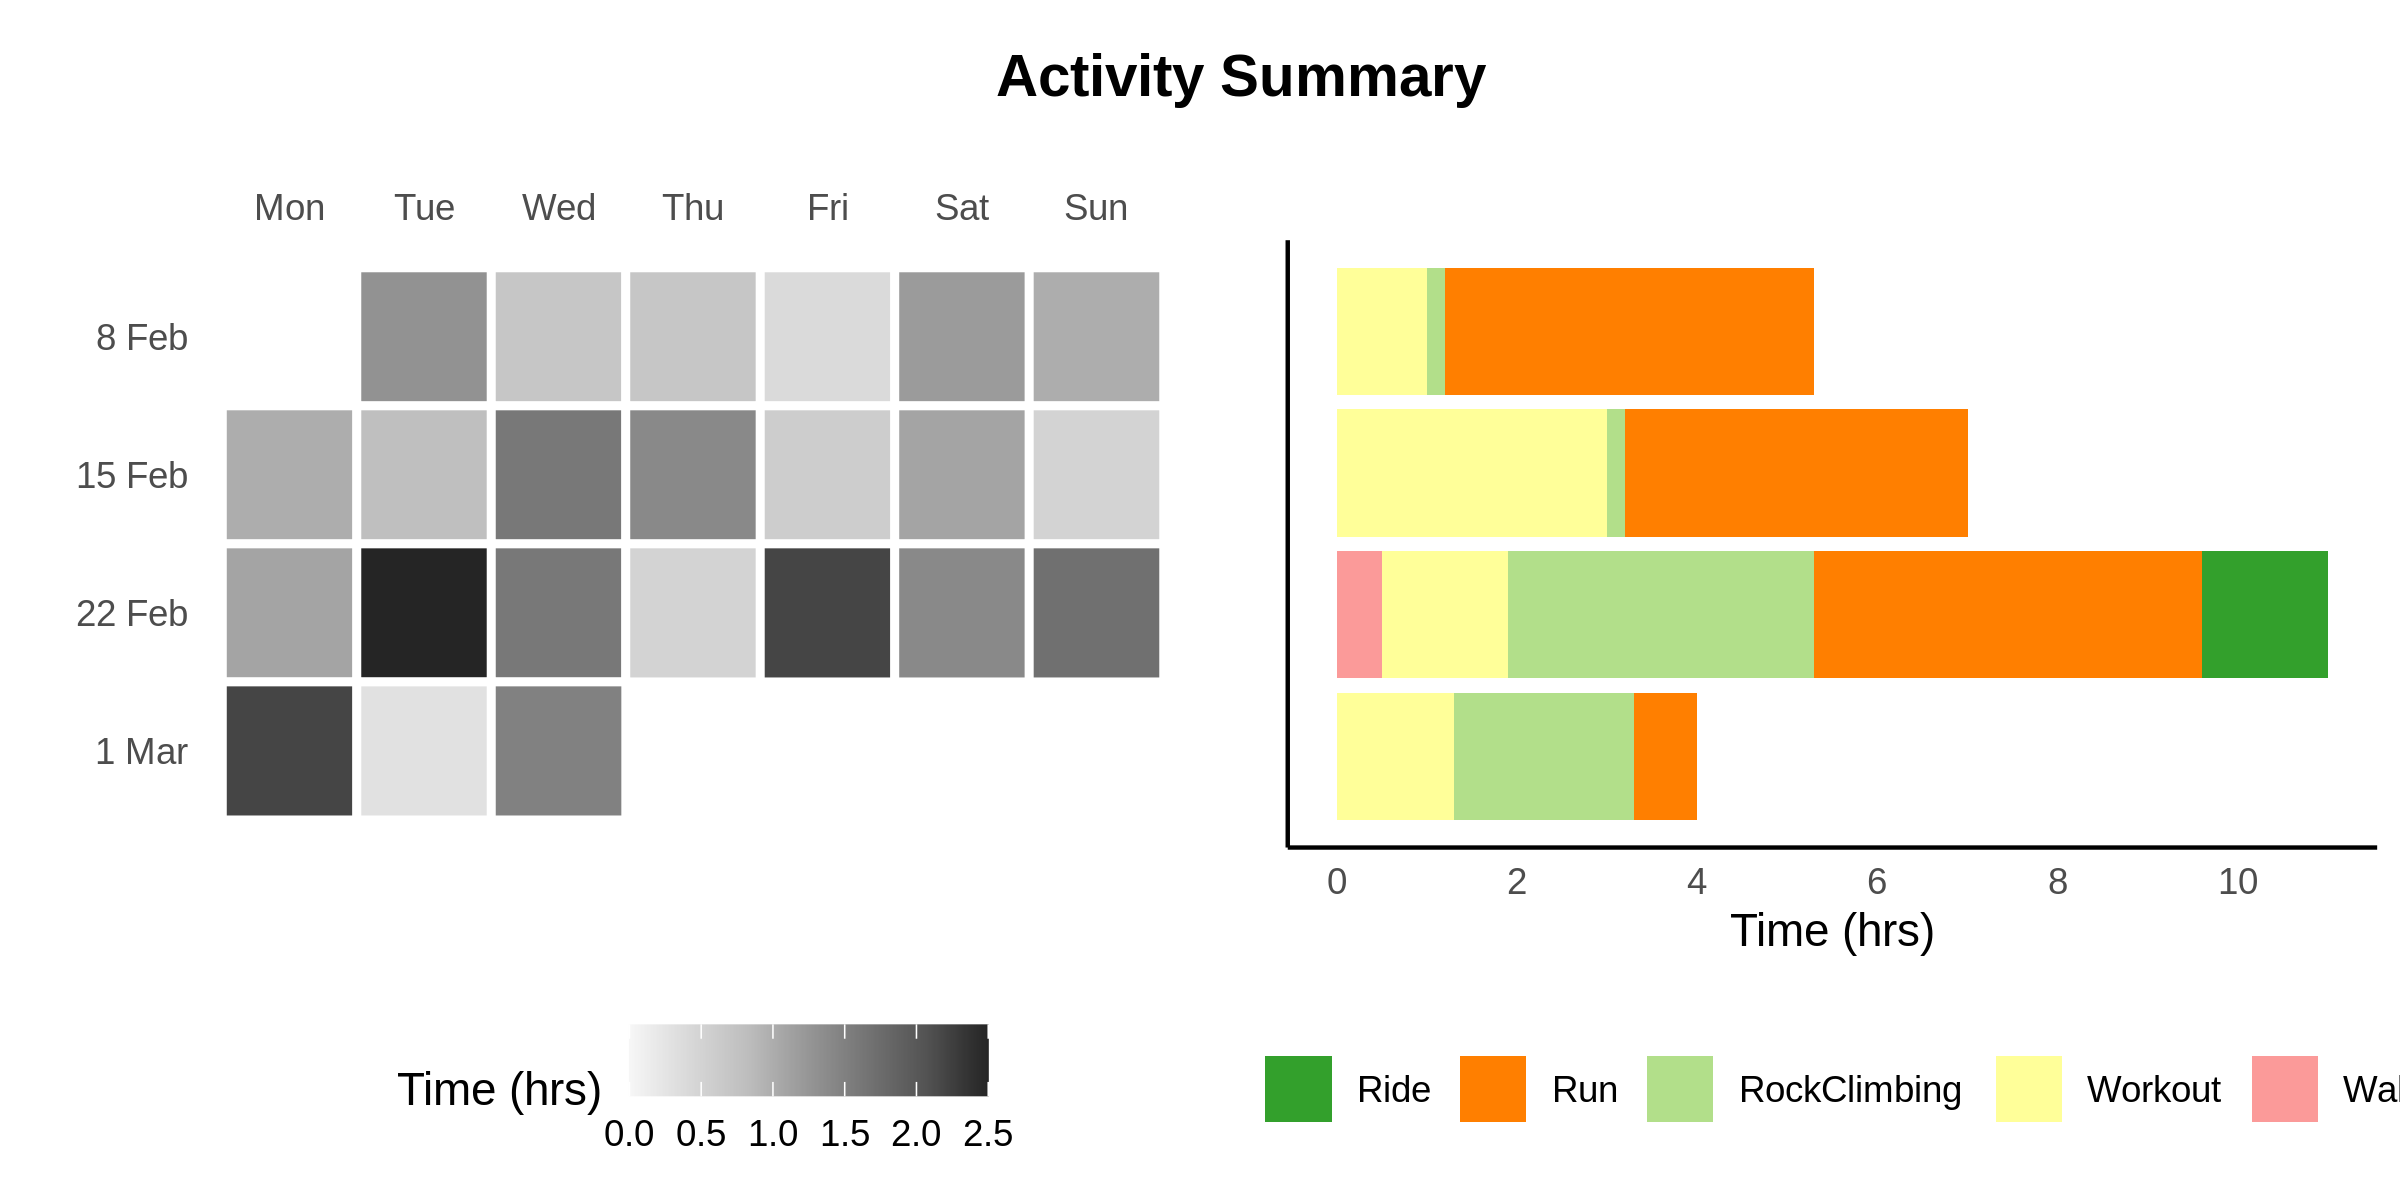 Activity Summary
Mon Tue Wed Thu Fri Sat Sun
8 Feb
15 Feb
22 Feb
1 Mar
0 2 4 6 8 10
Time (hrs)
Time (hrs)
0.0 0.5 1.0 1.5 2.0 2.5
Ride Run RockClimbing Workout